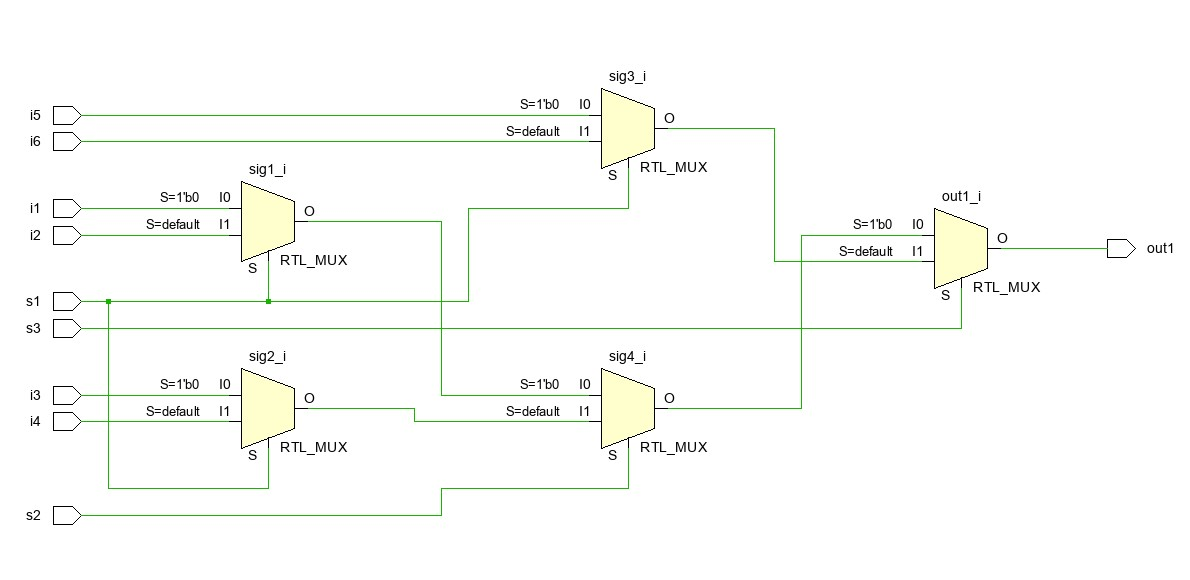 sig3_i
i5 S=1'b0 I0
i6 S=default I1 O
S RTL_MUX
sig1_i
i1 S=1'b0 I0
i2 S=default I1 O
S RTL_MUX
out1_i
S=1'b0 I0
S=default I1 O out1
S RTL_MUX
s1
s3
sig2_i
i3 S=1'b0 I0
i4 S=default I1 O
S RTL_MUX
sig4_i
S=1'b0 I0
S=default I1 O
S RTL_MUX
s2